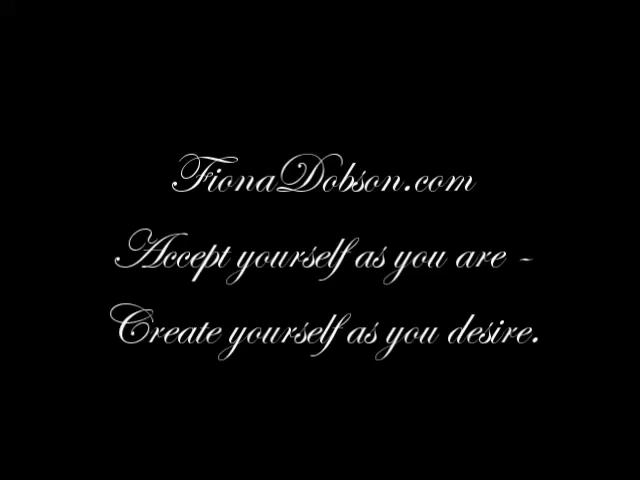 FionaDobson.com
Accept yourself as you are -
Create yourself as you desire.